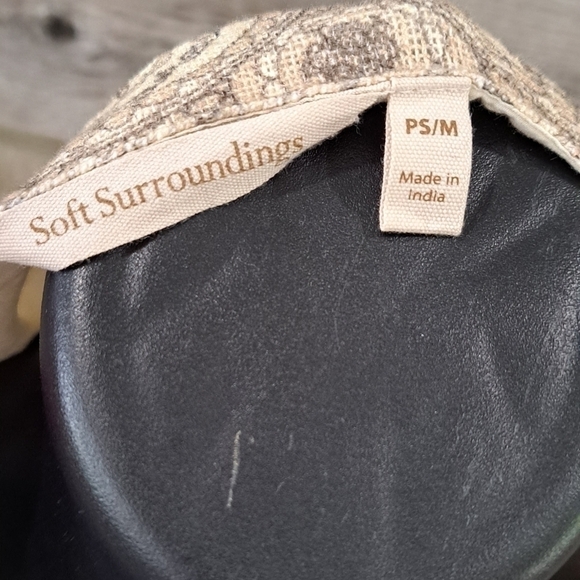 Soft Surroundings
PS/M
Made in
India